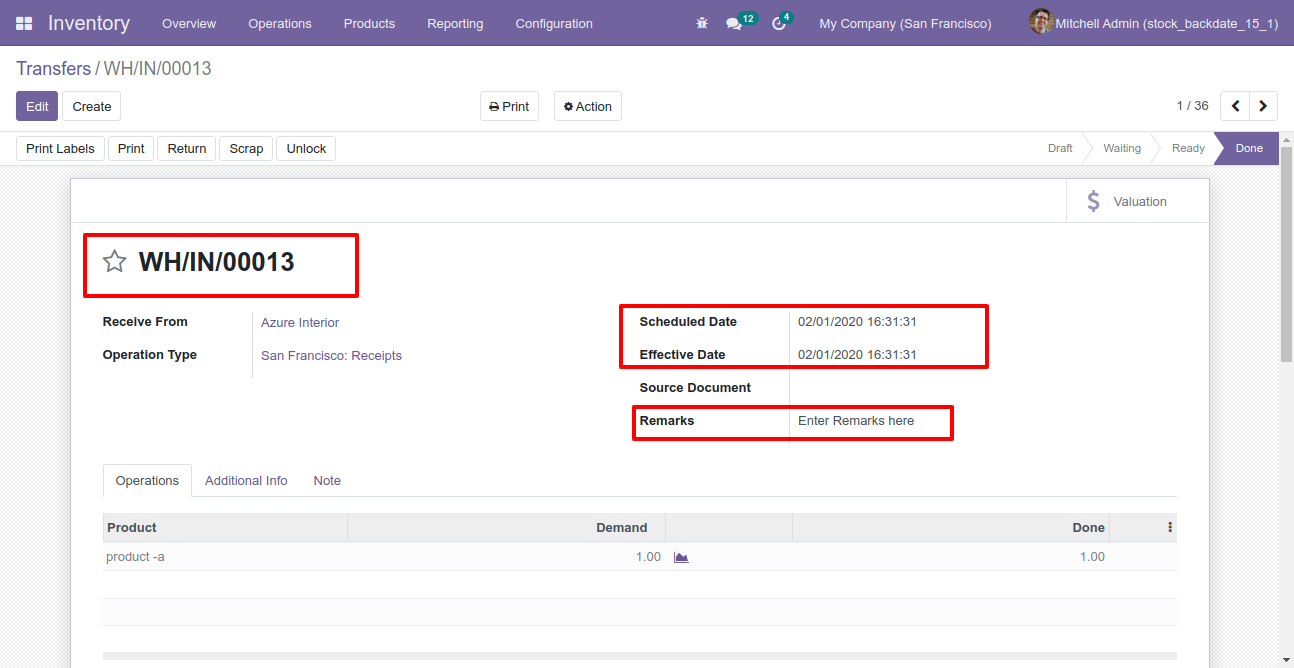 Inventory Overview Operations Products Reporting Configuration 12 4 My Company (San Francisco) Mitchell Admin (stock_backdate_15_1)
Transfers / WH/IN/00013
Edit Create Print Action 1 / 36
Print Labels Print Return Scrap Unlock Draft Waiting Ready Done
$ Valuation
WH/IN/00013
Receive From Azure Interior Scheduled Date 02/01/2020 16:31:31
Operation Type San Francisco: Receipts Effective Date 02/01/2020 16:31:31
Source Document
Remarks Enter Remarks here
Operations Additional Info Note
Product Demand Done
product -a 1.00 1.00